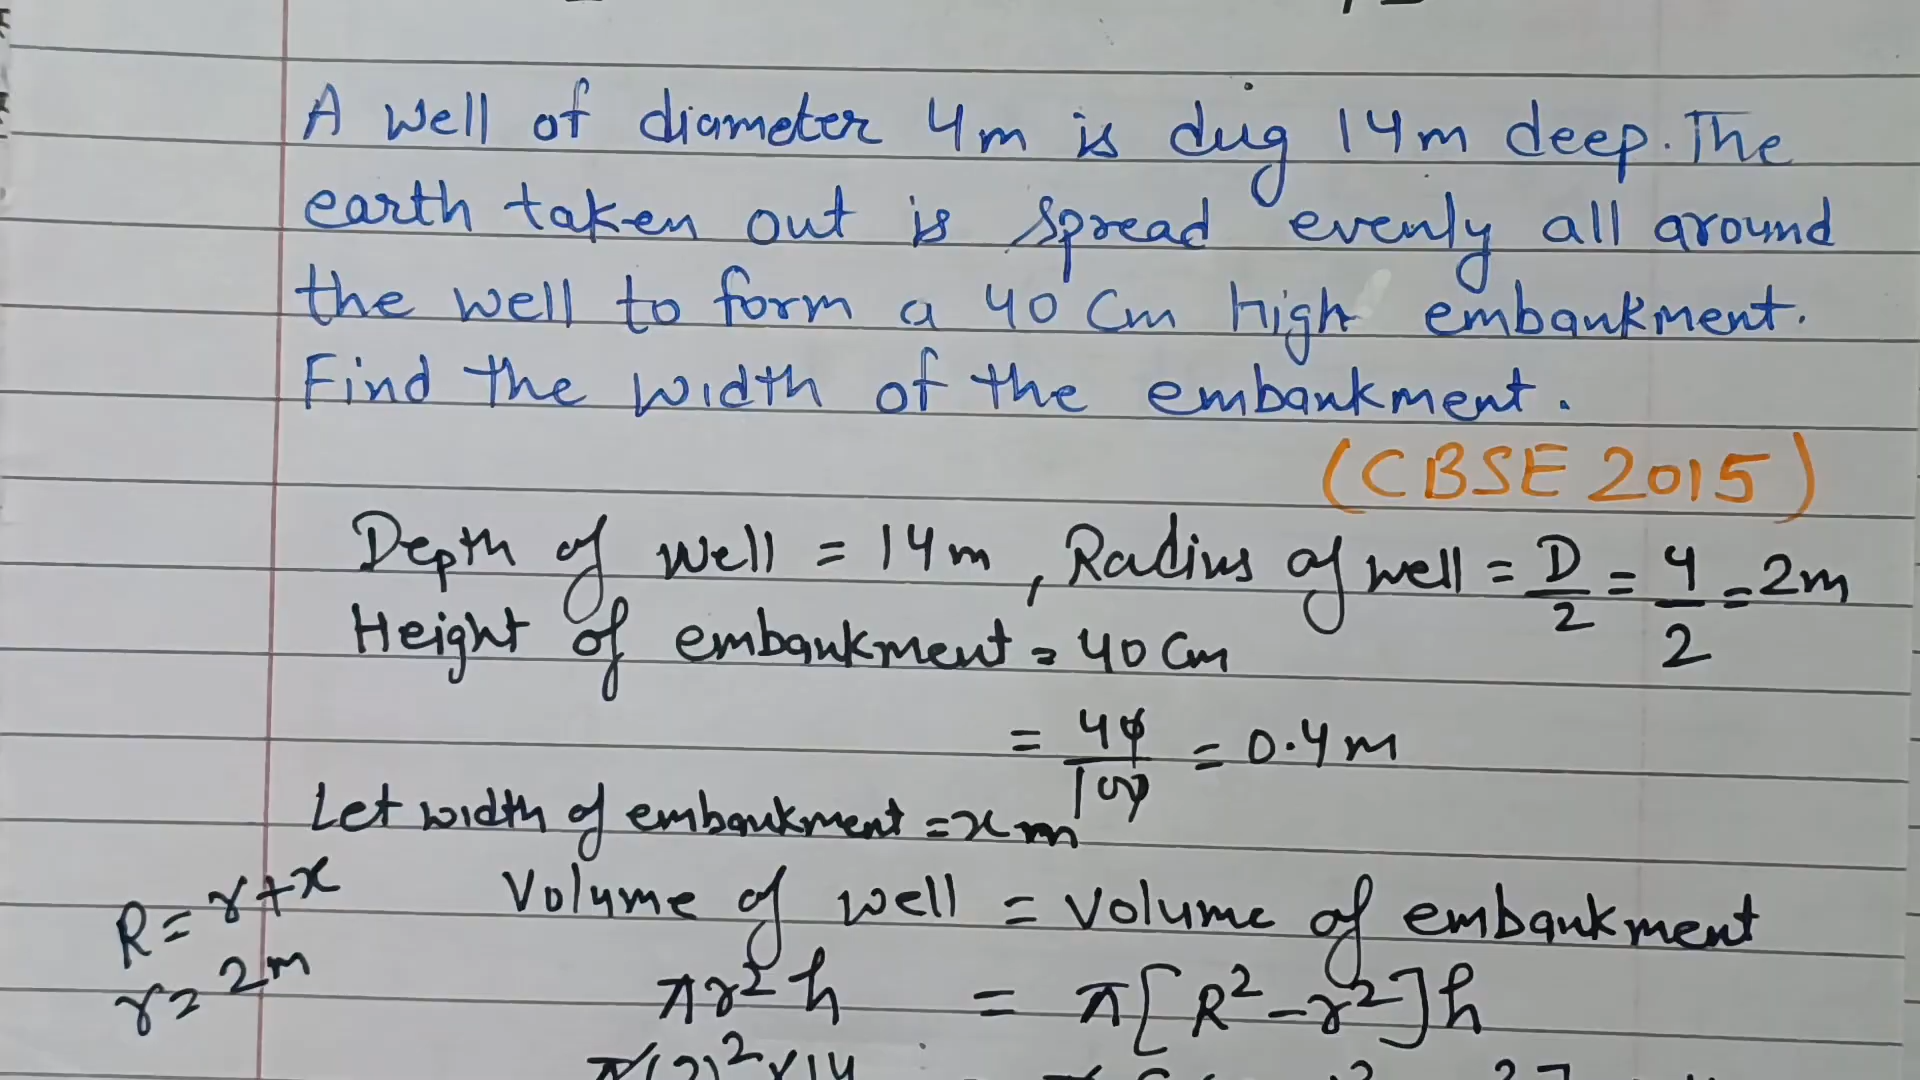 A well of diameter 4m is dug 14m deep. The
earth taken out is spread evenly all around
the well to form a 40 cm high embankment.
Find the width of the embankment.
(CBSE 2015)
Depth of well = 14m, Radius of well = D/2 = 4/2 = 2m
Height of embankment = 40 cm
= 40/100 = 0.4m
Let width of embankment = x m
R = r + x
r = 2m
Volume of well = Volume of embankment
πr²h = π[R²-r²]h
π(2)²×14